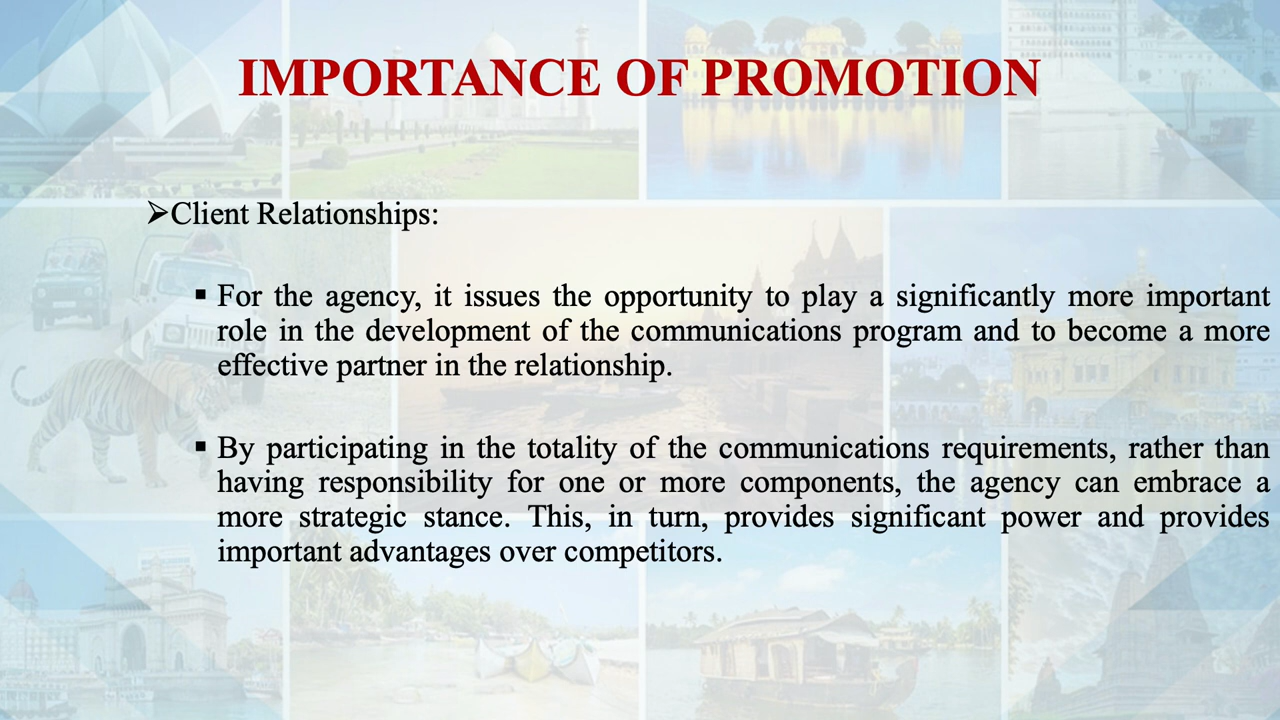 IMPORTANCE OF PROMOTION
➢Client Relationships:
▪ For the agency, it issues the opportunity to play a significantly more important
role in the development of the communications program and to become a more
effective partner in the relationship.
▪ By participating in the totality of the communications requirements, rather than
having responsibility for one or more components, the agency can embrace a
more strategic stance. This, in turn, provides significant power and provides
important advantages over competitors.